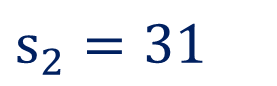 s₂ = 31